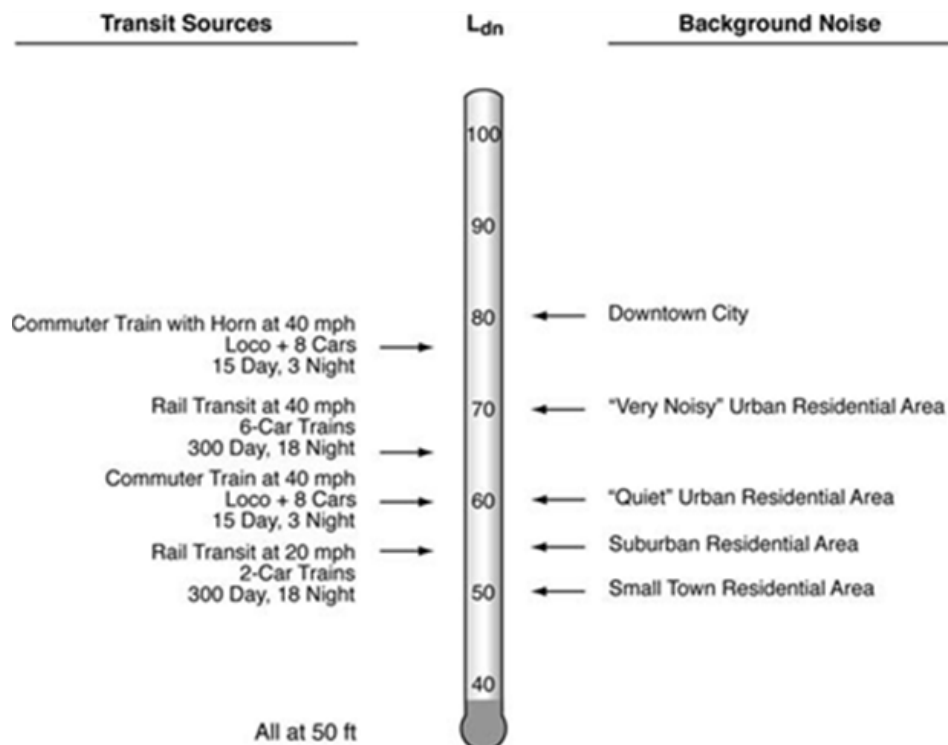 Transit Sources
Ldn
Background Noise
100
90
80
70
60
50
40
Commuter Train with Horn at 40 mph
Loco + 8 Cars
15 Day, 3 Night
Rail Transit at 40 mph
6-Car Trains
300 Day, 18 Night
Commuter Train at 40 mph
Loco + 8 Cars
15 Day, 3 Night
Rail Transit at 20 mph
2-Car Trains
300 Day, 18 Night
All at 50 ft
Downtown City
“Very Noisy” Urban Residential Area
“Quiet” Urban Residential Area
Suburban Residential Area
Small Town Residential Area